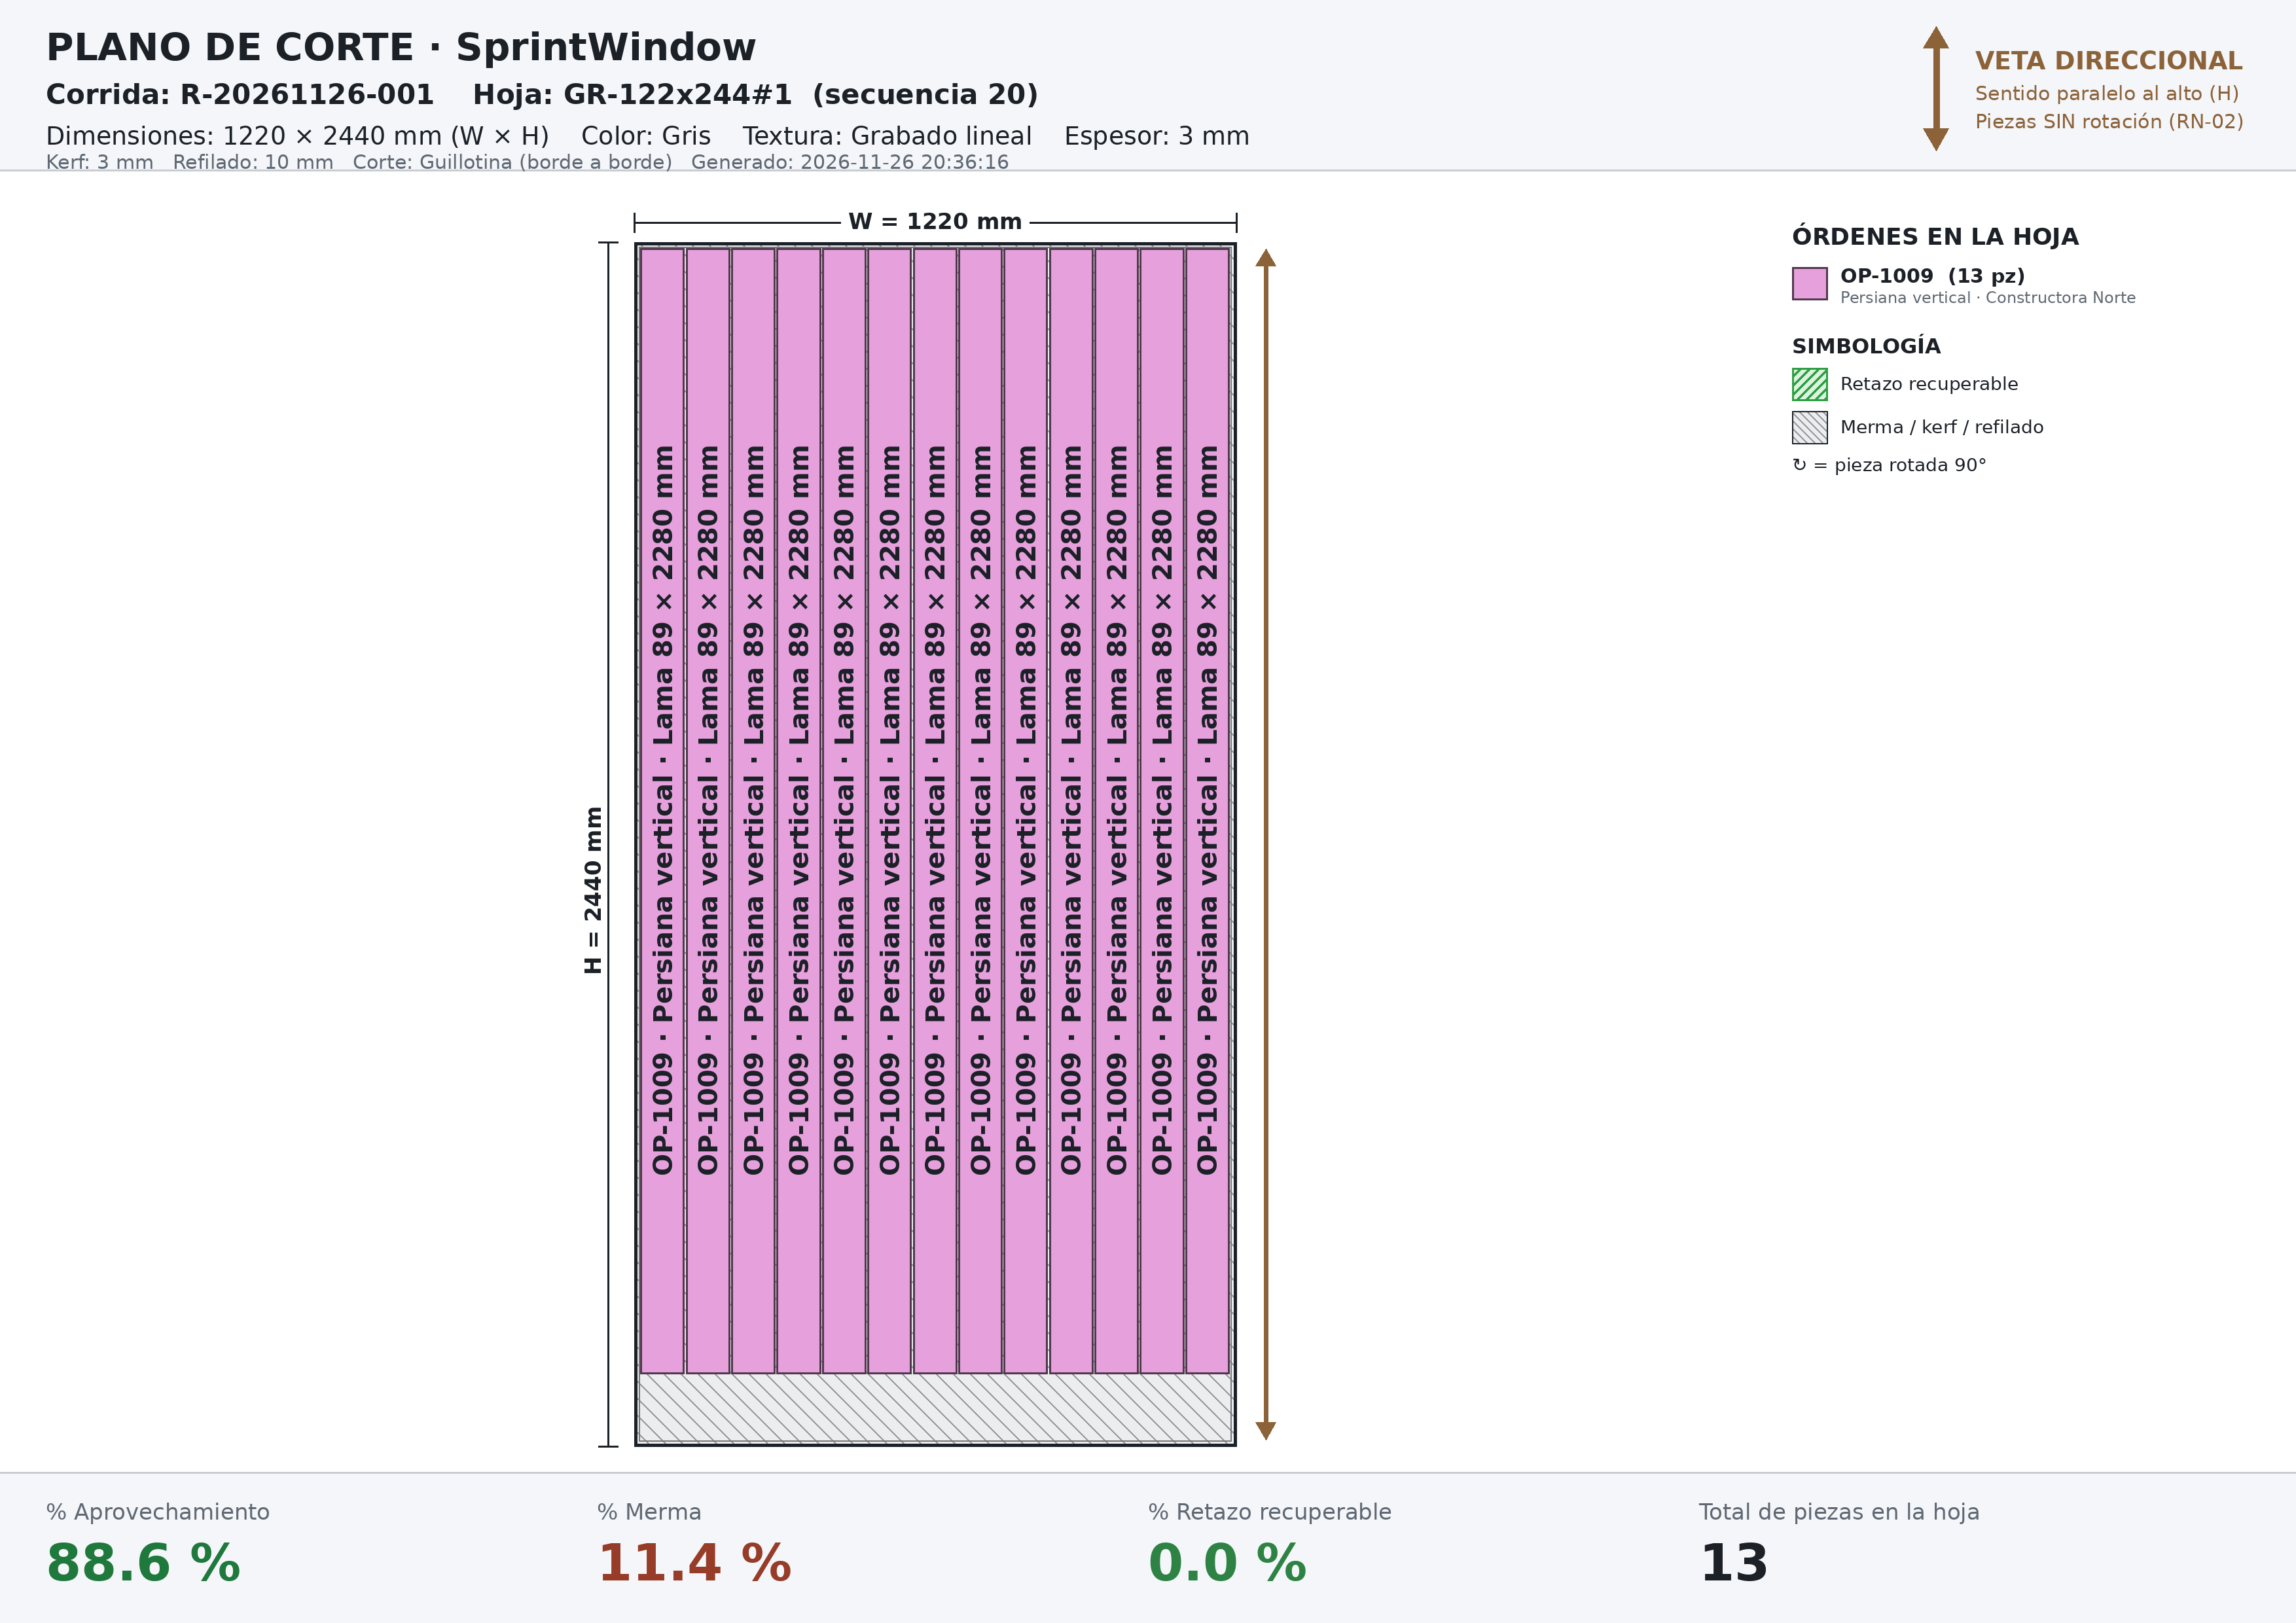 PLANO DE CORTE · SprintWindow
Corrida: R-20261126-001 Hoja: GR-122x244#1 (secuencia 20)
Dimensiones: 1220 × 2440 mm (W × H) Color: Gris Textura: Grabado lineal Espesor: 3 mm
Kerf: 3 mm Refilado: 10 mm Corte: Guillotina (borde a borde) Generado: 2026-11-26 20:36:16
VETA DIRECCIONAL
Sentido paralelo al alto (H)
Piezas SIN rotación (RN-02)
W = 1220 mm
H = 2440 mm
OP-1009 · Persiana vertical · Lama 89 × 2280 mm
OP-1009 · Persiana vertical · Lama 89 × 2280 mm
OP-1009 · Persiana vertical · Lama 89 × 2280 mm
OP-1009 · Persiana vertical · Lama 89 × 2280 mm
OP-1009 · Persiana vertical · Lama 89 × 2280 mm
OP-1009 · Persiana vertical · Lama 89 × 2280 mm
OP-1009 · Persiana vertical · Lama 89 × 2280 mm
OP-1009 · Persiana vertical · Lama 89 × 2280 mm
OP-1009 · Persiana vertical · Lama 89 × 2280 mm
OP-1009 · Persiana vertical · Lama 89 × 2280 mm
OP-1009 · Persiana vertical · Lama 89 × 2280 mm
OP-1009 · Persiana vertical · Lama 89 × 2280 mm
OP-1009 · Persiana vertical · Lama 89 × 2280 mm
ÓRDENES EN LA HOJA
OP-1009 (13 pz)
Persiana vertical · Constructora Norte
SIMBOLOGÍA
Retazo recuperable
Merma / kerf / refilado
↻ = pieza rotada 90°
% Aprovechamiento
88.6 %
% Merma
11.4 %
% Retazo recuperable
0.0 %
Total de piezas en la hoja
13